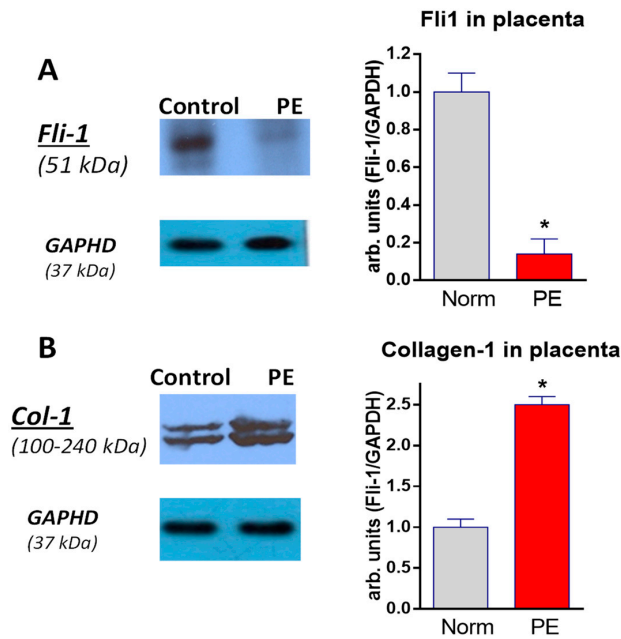 A
Control PE
Fli-1
(51 kDa)
GAPHD
(37 kDa)
Fli1 in placenta
arb. units (Fli-1/GAPDH)
1.2
1.0
0.8
0.6
0.4
0.2
0.0
*
Norm PE
B
Control PE
Col-1
(100-240 kDa)
GAPHD
(37 kDa)
Collagen-1 in placenta
arb. units (Fli-1/GAPDH)
2.5
2.0
1.5
1.0
0.5
0.0
*
Norm PE